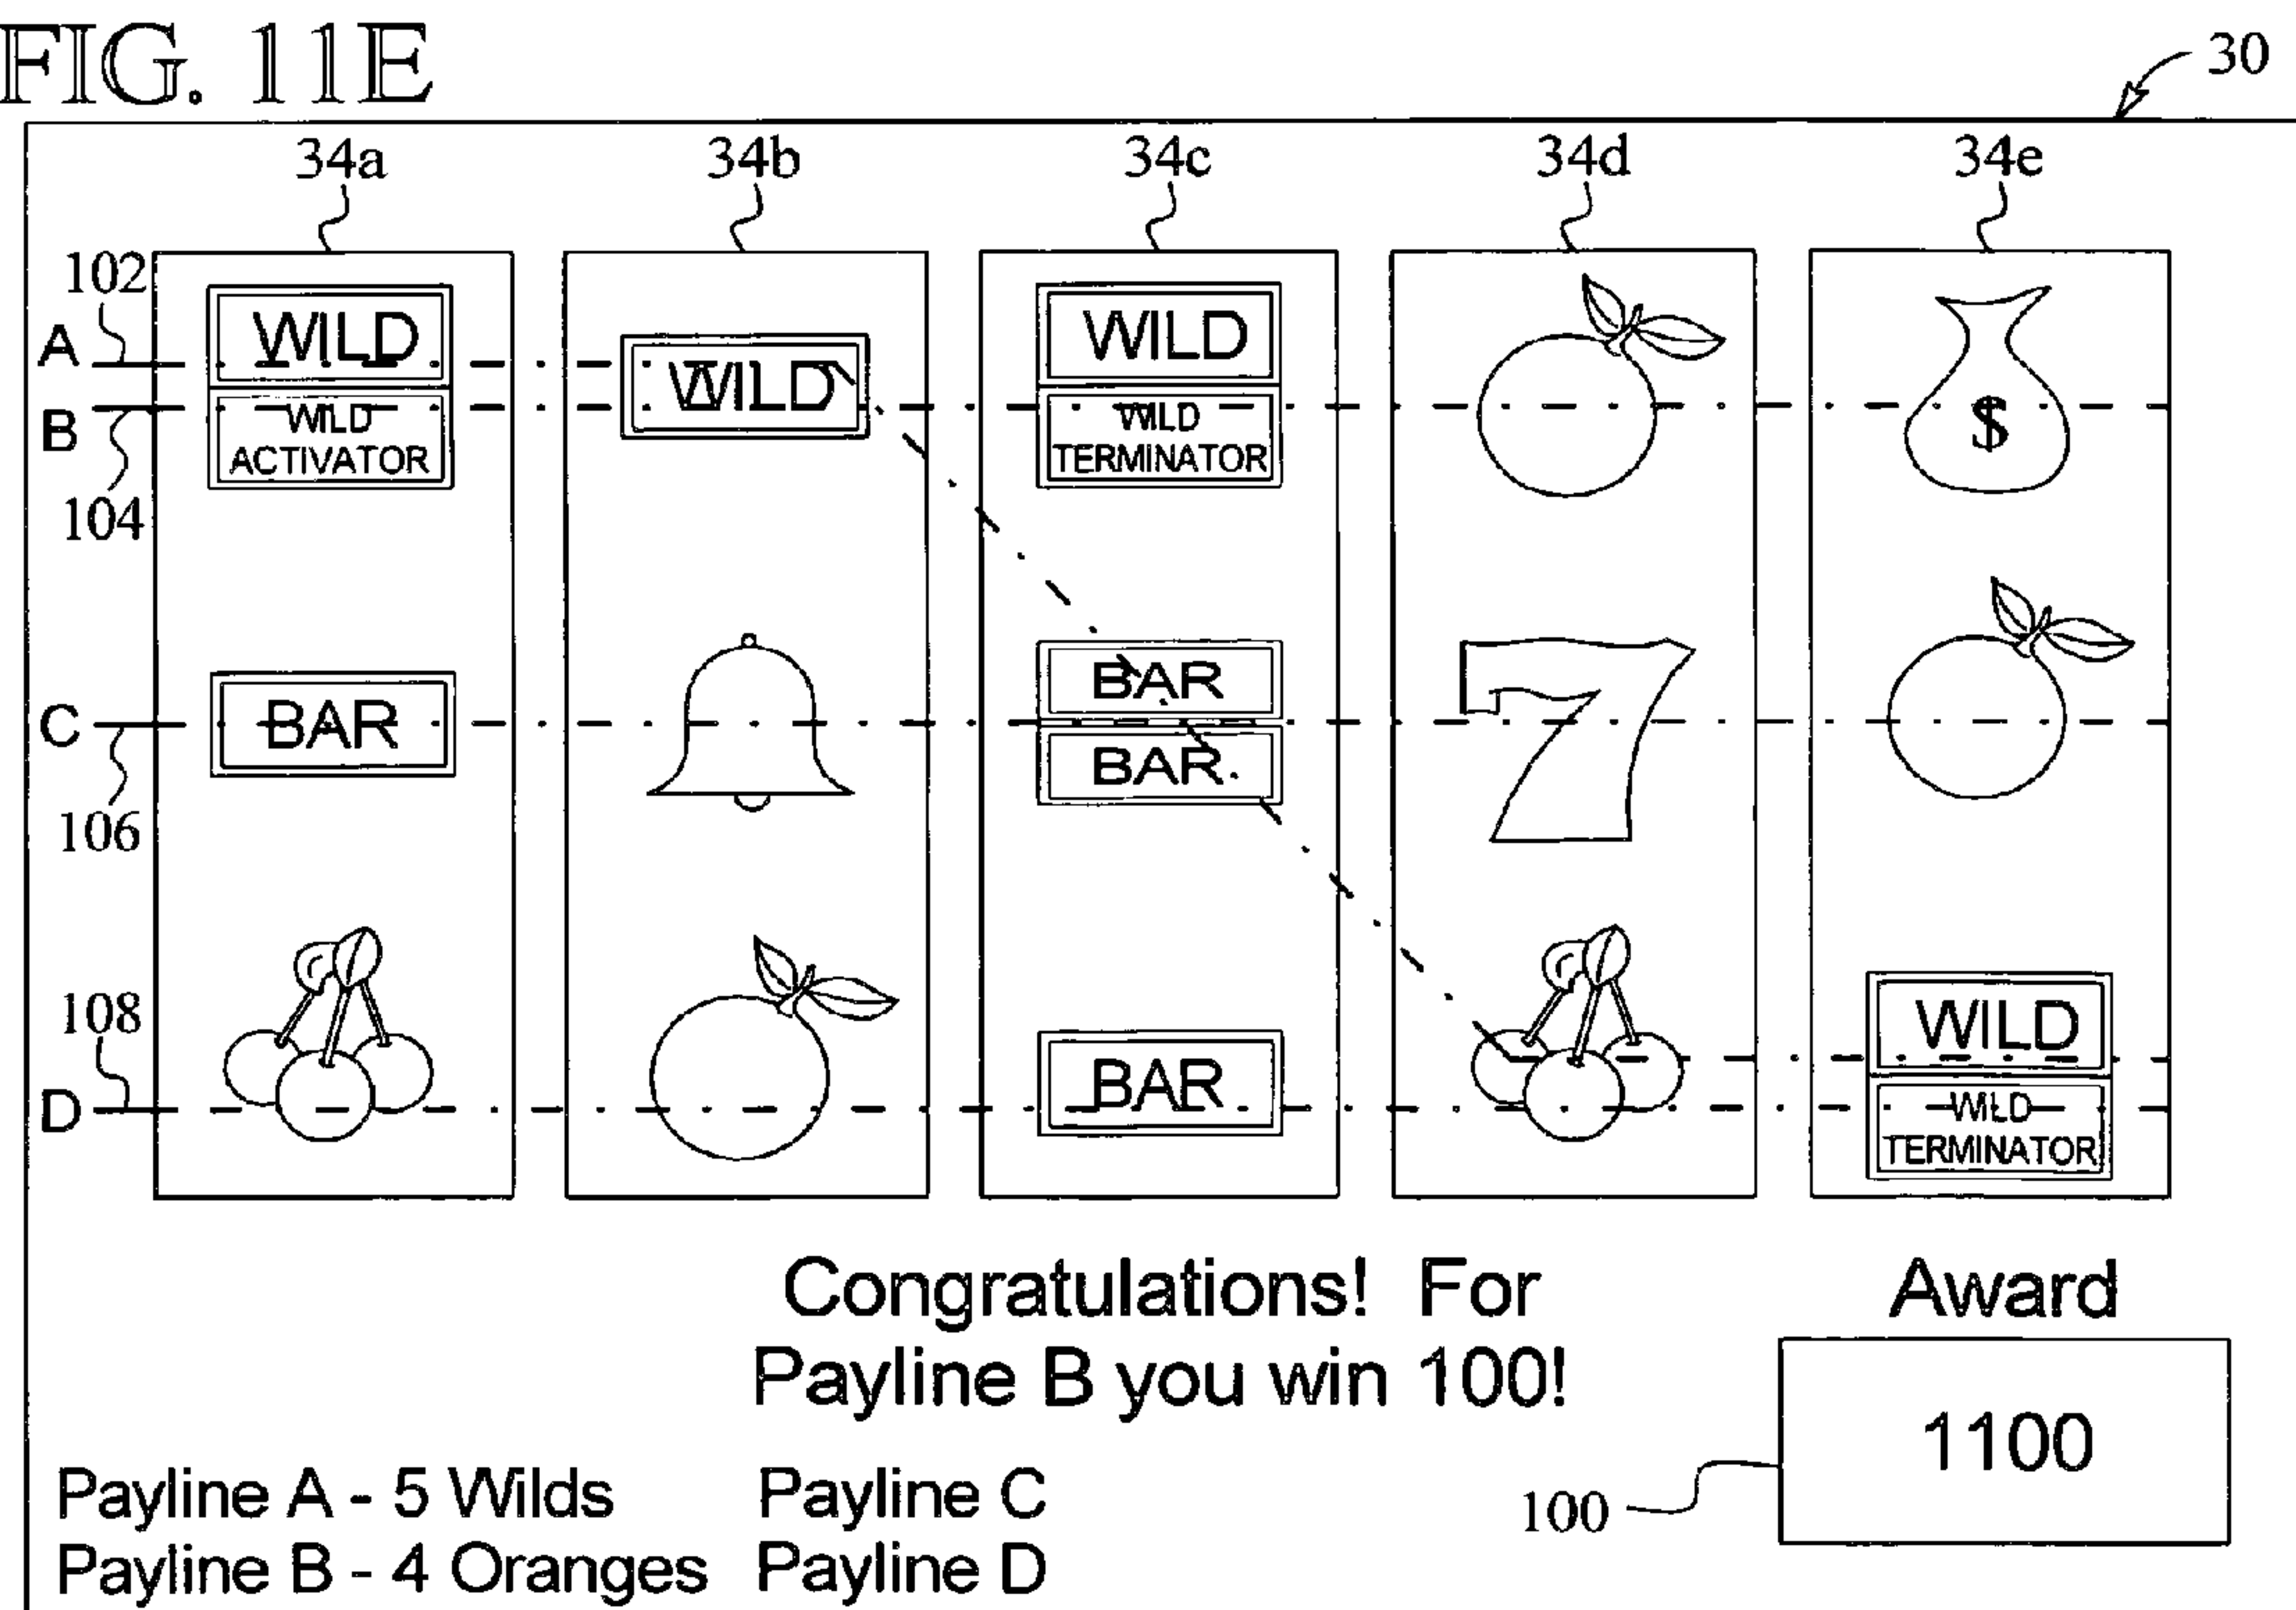 FIG. 11E
30
34a 34b 34c 34d 34e
102
A
WILD
WILD
WILD
B
WILD
ACTIVATOR
WILD
TERMINATOR
$
104
C
BAR
BAR
BAR
7
106
108
D
BAR
WILD
WILD
TERMINATOR
Congratulations! For
Payline B you win 100!
Award
1100
100
Payline A - 5 Wilds Payline C
Payline B - 4 Oranges Payline D